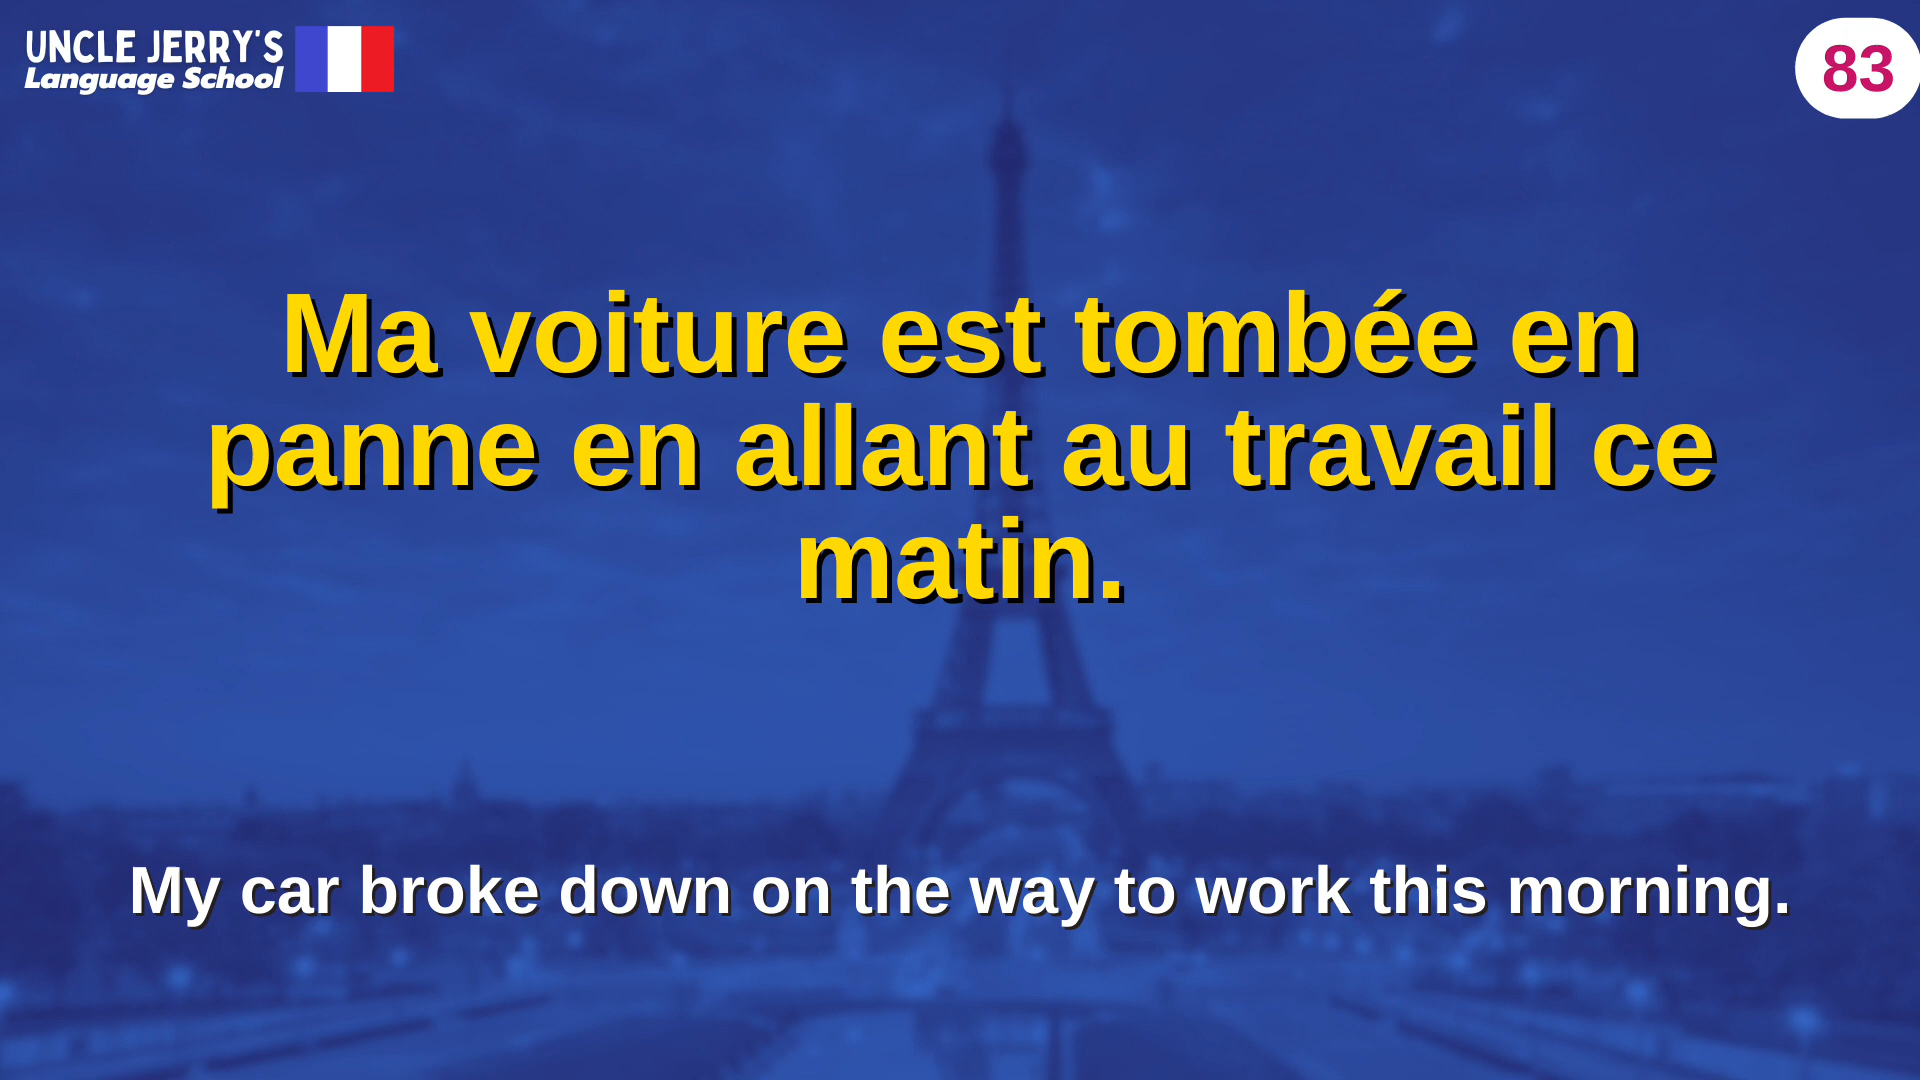 UNCLE JERRY'S
Language School
83
Ma voiture est tombée en
panne en allant au travail ce
matin.
My car broke down on the way to work this morning.